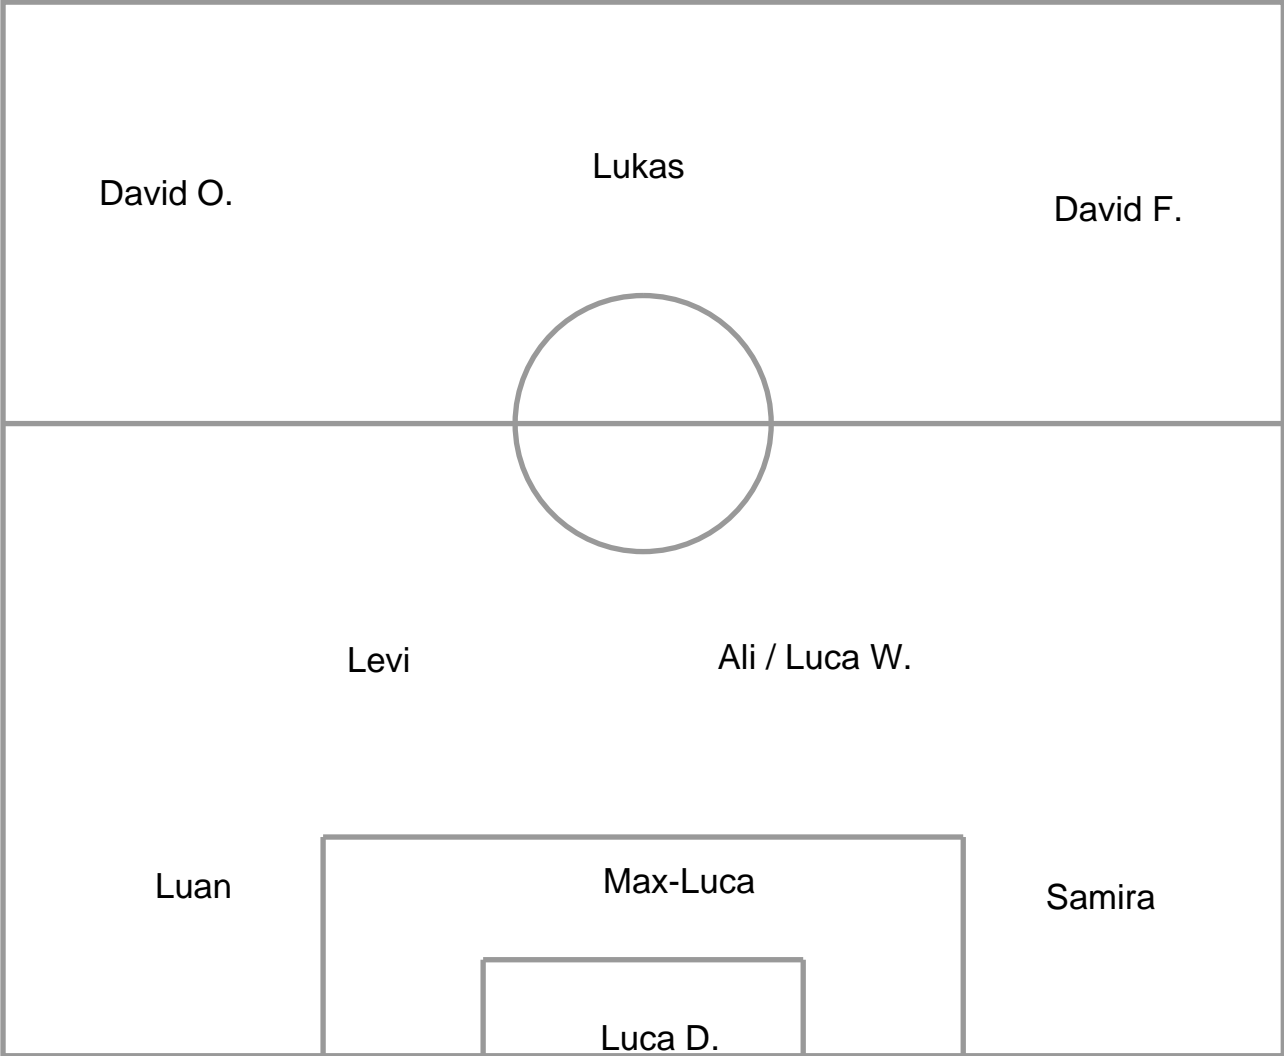 Lukas
David O.
David F.
Levi
Ali / Luca W.
Luan
Max-Luca
Samira
Luca D.